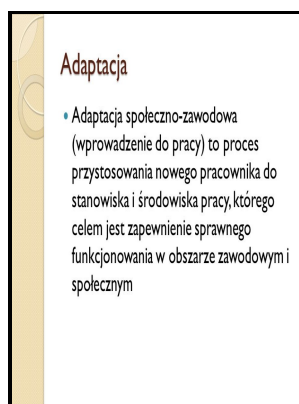 Adaptacja
• Adaptacja społeczno-zawodowa
(wprowadzenie do pracy) to proces
przystosowania nowego pracownika do
stanowiska i środowiska pracy, którego
celem jest zapewnienie sprawnego
funkcjonowania w obszarze zawodowym i
społecznym